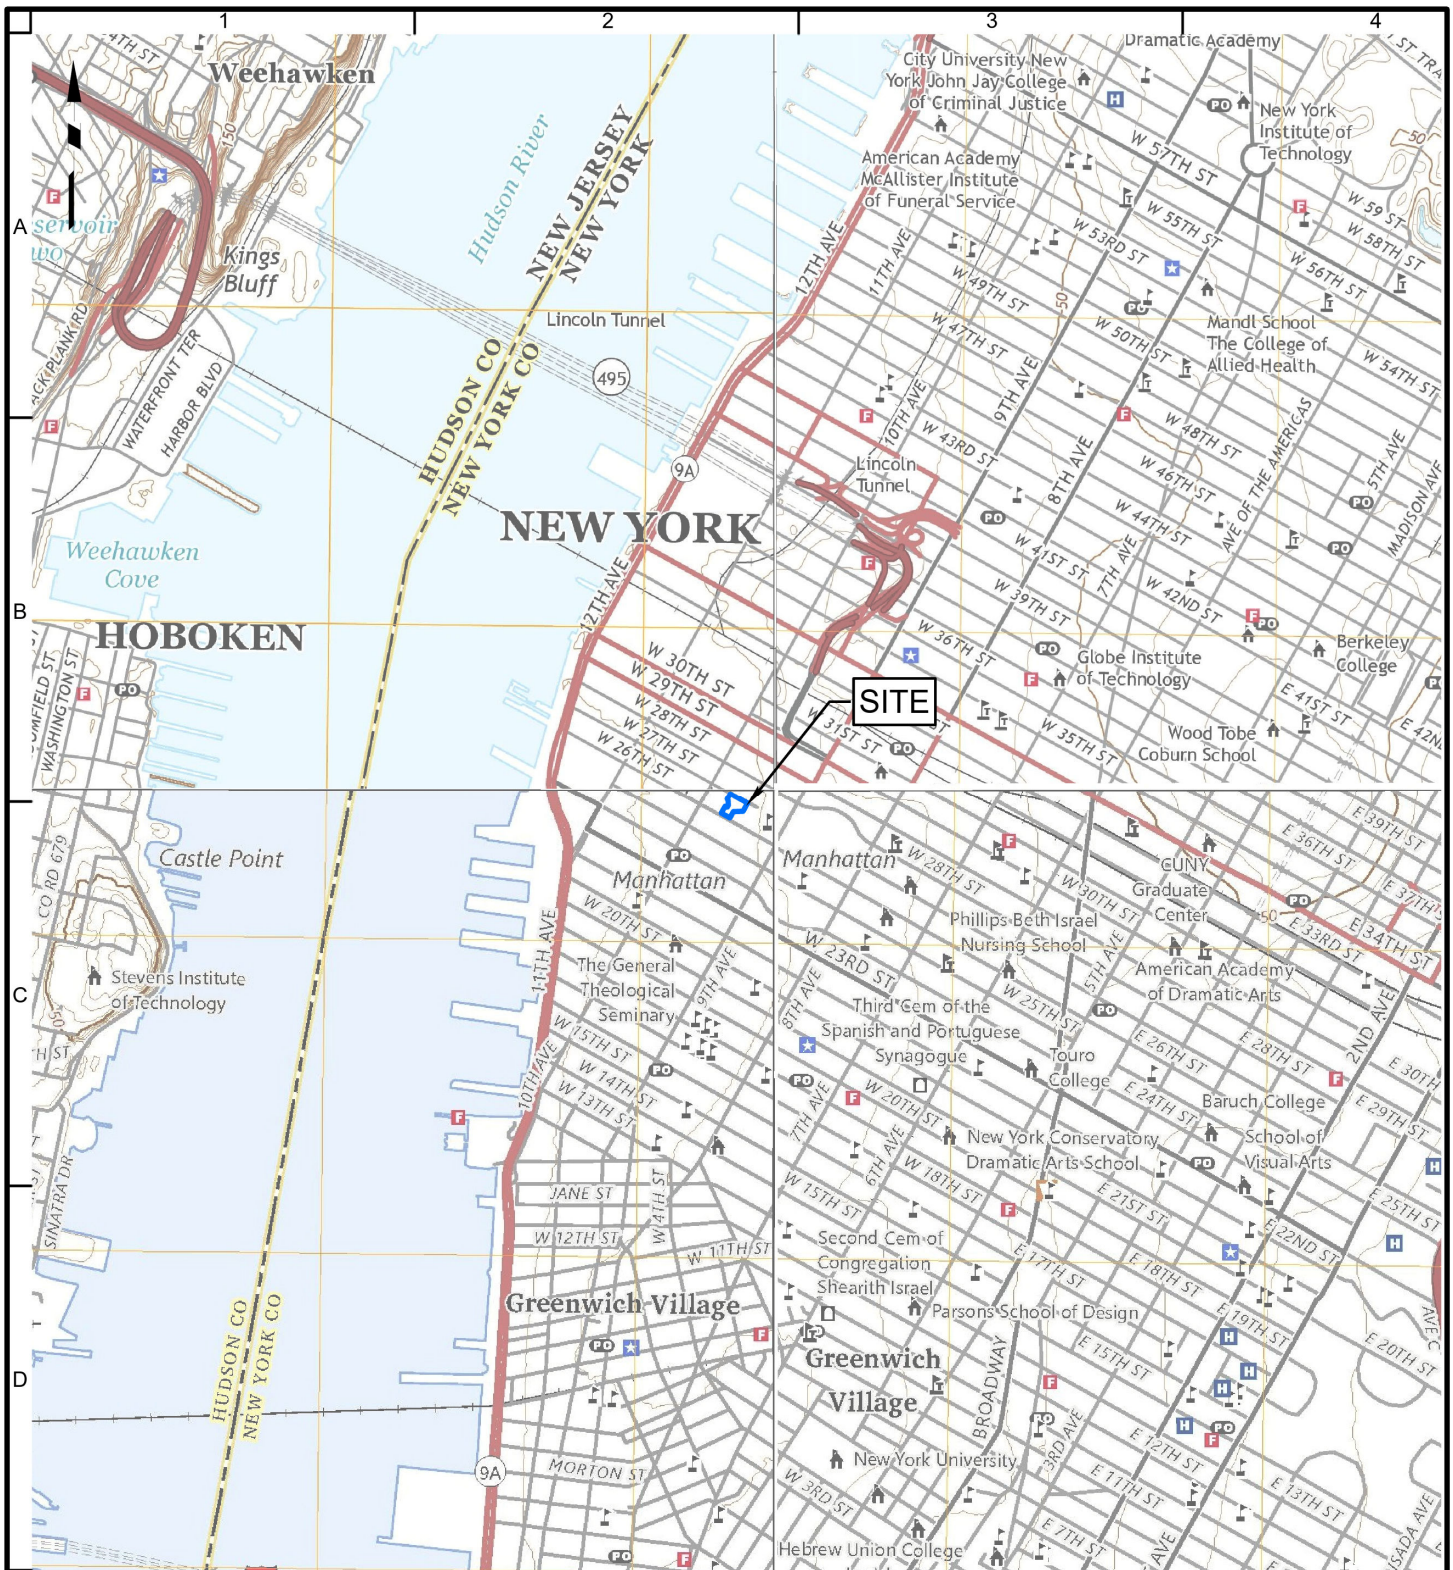 1
2
3
4
A
B
C
D
Weehawken
Dramatic Academy
City University New
York John Jay College
of Criminal Justice
New York
Institute of
Technology
W 57TH ST
American Academy
McAllister Institute
of Funeral Service
Hudson River
NEW JERSEY
NEW YORK
150
50
W 59 ST
W 58TH ST
W 55TH ST
W 53RD ST
W 56TH ST
Kings
Bluff
12TH AVE
11TH AVE
W 49TH ST
50
Lincoln Tunnel
495
W 47TH ST
W 50TH ST
Mandl School
The College of
Allied Health
W 54TH ST
WATERFRONT TER
HARBOR BLVD
HUDSON CO
NEW YORK CO
9TH AVE
10TH AVE
W 43RD ST
W 48TH ST
W 46TH ST
AVE OF THE AMERICAS
5TH AVE
MADISON AVE
9A
Lincoln
Tunnel
8TH AVE
W 44TH ST
NEW YORK
Weehawken
Cove
W 41ST ST
7TH AVE
W 42ND ST
12TH AVE
W 39TH ST
HOBOKEN
W 36TH ST
Berkeley
College
Globe Institute
of Technology
W 30TH ST
W 29TH ST
W 28TH ST
W 27TH ST
W 26TH ST
SITE
W 31ST ST
W 35TH ST
E 41ST ST
Wood Tobe
Coburn School
WASHINGTON ST
CO RD 679
Castle Point
Manhattan
Manhattan
W 28TH ST
W 30TH ST
CUNY
Graduate
Center
E 39TH ST
E 36TH ST
E 37TH
50
E 33RD ST
E 34TH ST
W 20TH ST
Phillips Beth Israel
Nursing School
W 23RD ST
11TH AVE
The General
Theological
Seminary
9TH AVE
8TH AVE
5TH AVE
American Academy
of Dramatic Arts
Stevens Institute
of Technology
50
Third Cem of the
Spanish and Portuguese
Synagogue
W 25TH ST
2ND AVE
W 15TH ST
W 14TH ST
W 13TH ST
10TH AVE
Touro
College
E 26TH ST
E 28TH ST
E 24TH ST
E 30TH
E 29TH ST
7TH AVE
W 20TH ST
6TH AVE
Baruch College
New York Conservatory
Dramatic Arts School
School of
Visual Arts
SINATRA DR
JANE ST
W 4TH ST
W 12TH ST
W 11TH ST
W 15TH ST
W 18TH ST
E 21ST ST
E 25TH ST
E 22ND ST
Second Cem of
Congregation
Shearith Israel
E 17TH ST
E 18TH ST
E 19TH ST
Greenwich Village
Parsons School of Design
HUDSON CO
NEW YORK CO
Greenwich
Village
BROADWAY
E 15TH ST
E 20TH ST
AVE C
3RD AVE
E 12TH ST
9A
MORTON ST
New York University
W 3RD ST
E 11TH ST
E 13TH ST
E 7TH ST
Hebrew Union College
AVE